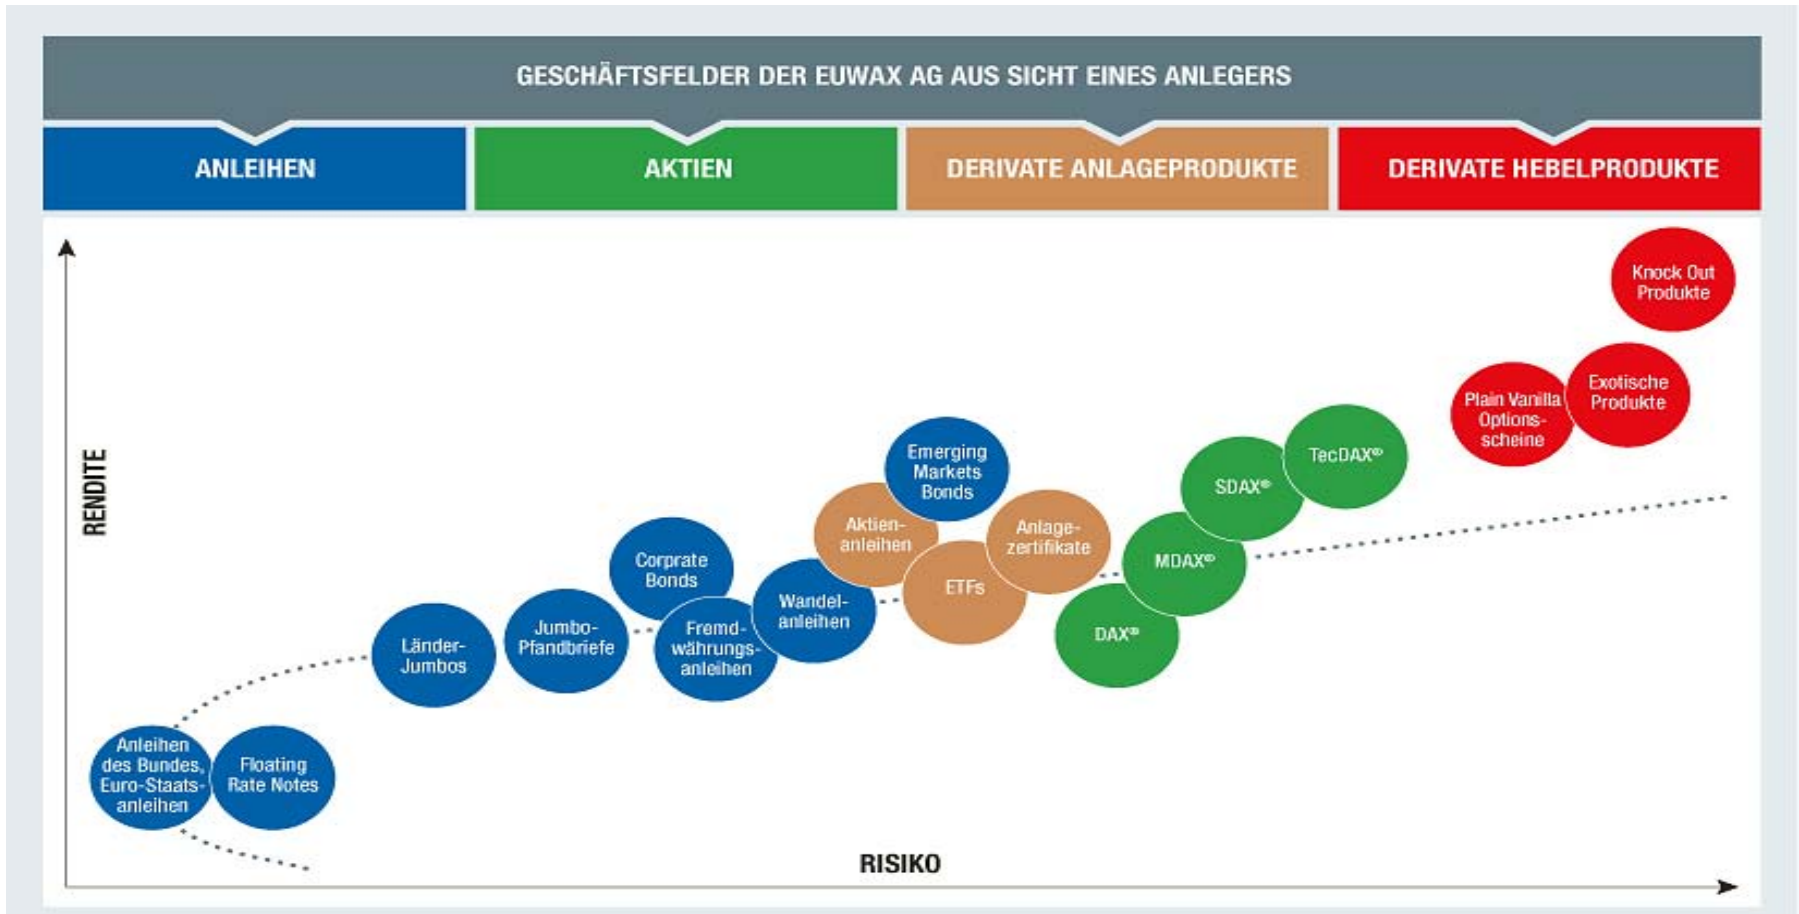 GESCHÄFTSFELDER DER EUWAX AG AUS SICHT EINES ANLEGERS
ANLEIHEN
AKTIEN
DERIVATE ANLAGEPRODUKTE
DERIVATE HEBELPRODUKTE
RENDITE
Knock Out
Produkte
Exotische
Produkte
Plain Vanilla
Options-
scheine
TecDAX®
SDAX®
MDAX®
DAX®
Emerging
Markets
Bonds
Aktien-
anleihen
Anlage-
zertifikate
ETFs
Corprate
Bonds
Wandel-
anleihen
Fremd-
währungs-
anleihen
Jumbo-
Pfandbriefe
Länder-
Jumbos
Anleihen
des Bundes,
Euro-Staats-
anleihen
Floating
Rate Notes
RISIKO